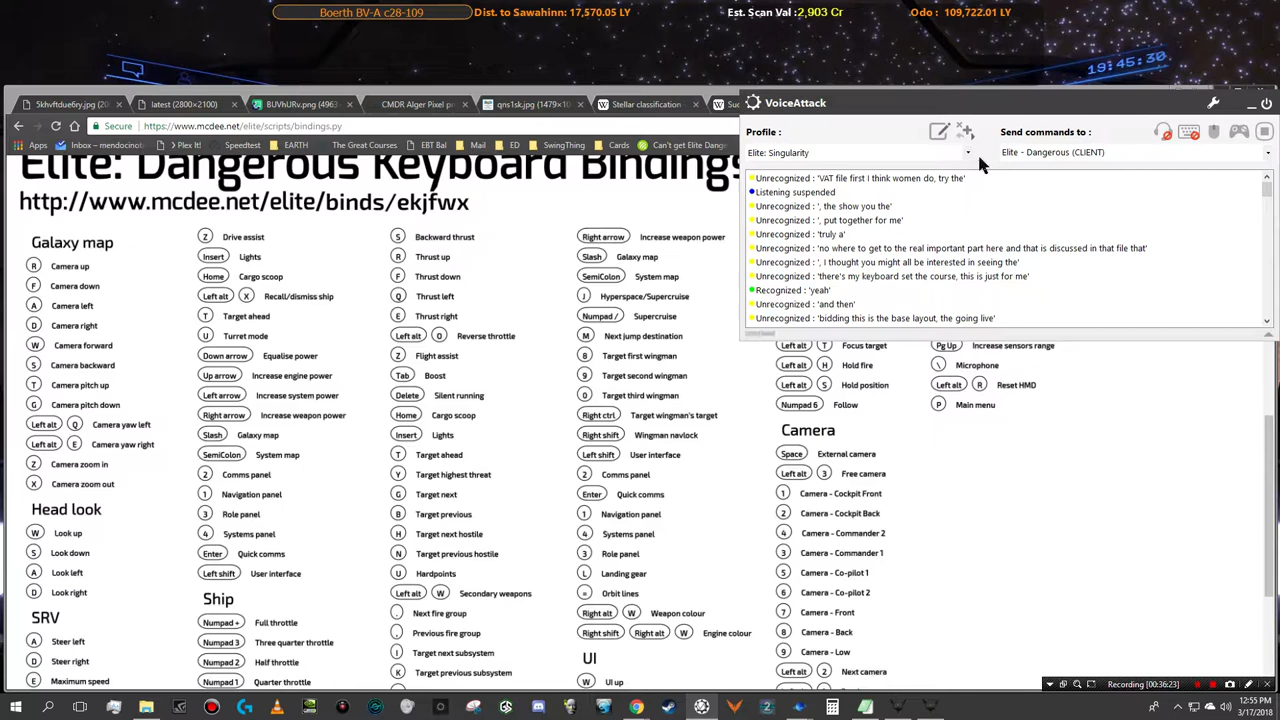 Boerth BV-A c28-109
Dist. to Sawahinn: 17,570.05 LY
Est. Scan Val :2,903 Cr
Odo : 109,722.01 LY
19:45:30
5khvftdue6ry.jpg (20
latest (2800×2100)
BUVhURv.png (4963
CMDR Alger Pixel pr
qns1sk.jpg (1479×10
Stellar classification
Su
Secure
https://www.mcdee.net/elite/scripts/bindings.py
PLEX
> Plex It!
Speedtest
EARTH
The Great Courses
EB Tab
Mail
ED
Coriolis
Can't get Elite Danger
Elite: Dangerous Keyboard Bindings
http://www.mcdee.net/elite/binds/ekjfwx
Galaxy map
R Camera up
F Camera down
A Camera left
D Camera right
W Camera forward
S Camera backward
T Camera pitch up
G Camera pitch down
Left alt Q Camera yaw left
Left alt E Camera yaw right
Z Camera zoom in
X Camera zoom out
Head look
W Look up
S Look down
A Look left
D Look right
SRV
A Steer left
D Steer right
E Maximum speed
Z Drive assist
Insert Lights
Home Cargo scoop
Left alt X Recall/dismiss ship
T Target ahead
U Turret mode
Down arrow Equalise power
Up arrow Increase engine power
Left arrow Increase system power
Right arrow Increase weapon power
Slash Galaxy map
SemiColon System map
2 Comms panel
1 Navigation panel
3 Role panel
4 Systems panel
Enter Quick comms
Left shift User interface
Ship
Numpad + Full throttle
Numpad 3 Three quarter throttle
Numpad 2 Half throttle
Numpad 1 Quarter throttle
S Backward thrust
R Thrust up
F Thrust down
Q Thrust left
E Thrust right
Left alt O Reverse throttle
Z Flight assist
Tab Boost
Delete Silent running
Home Cargo scoop
Insert Lights
T Target ahead
Y Target highest threat
G Target next
B Target previous
H Target next hostile
N Target previous hostile
U Hardpoints
Left alt W Secondary weapons
. Next fire group
, Previous fire group
I Target next subsystem
K Target previous subsystem
Right arrow Increase weapon power
Slash Galaxy map
SemiColon System map
J Hyperspace/Supercruise
Numpad / Supercruise
M Next jump destination
8 Target first wingman
9 Target second wingman
0 Target third wingman
Right ctrl Target wingman's target
Right shift Wingman navlock
Left shift User interface
2 Comms panel
Enter Quick comms
1 Navigation panel
4 Systems panel
3 Role panel
L Landing gear
= Orbit lines
Right alt W Weapon colour
Right shift Right alt W Engine colour
UI
W UI up
Left alt T Focus target
Left alt H Hold fire
Left alt S Hold position
Numpad 6 Follow
Camera
Space External camera
Left alt 3 Free camera
1 Camera - Cockpit Front
2 Camera - Cockpit Back
4 Camera - Commander 2
3 Camera - Commander 1
5 Camera - Co-pilot 1
6 Camera - Co-pilot 2
7 Camera - Front
8 Camera - Back
9 Camera - Low
Left alt 2 Next camera
Pg Up Increase sensors range
\ Microphone
Left alt R Reset HMD
P Main menu
VoiceAttack
Profile :
Send commands to :
Elite: Singularity
Elite - Dangerous (CLIENT)
Unrecognized : 'VAT file first I think women do, try the'
Listening suspended
Unrecognized : ', the show you the'
Unrecognized : ', put together for me'
Unrecognized : 'truly a'
Unrecognized : 'no where to get to the real important part here and that is discussed in that file that'
Unrecognized : ', I thought you might all be interested in seeing the'
Unrecognized : 'there's my keyboard set the course, this is just for me'
Recognized : 'yeah'
Unrecognized : 'and then'
Unrecognized : 'bidding this is the base layout, the going live'
Recording [00:36:23]
12:55 PM
3/17/2018